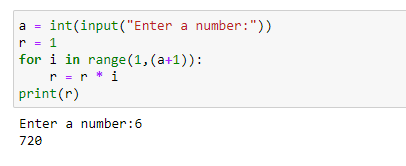 a = int(input("Enter a number:"))
r = 1
for i in range(1,(a+1)):
    r = r * i
print(r)
Enter a number:6
720